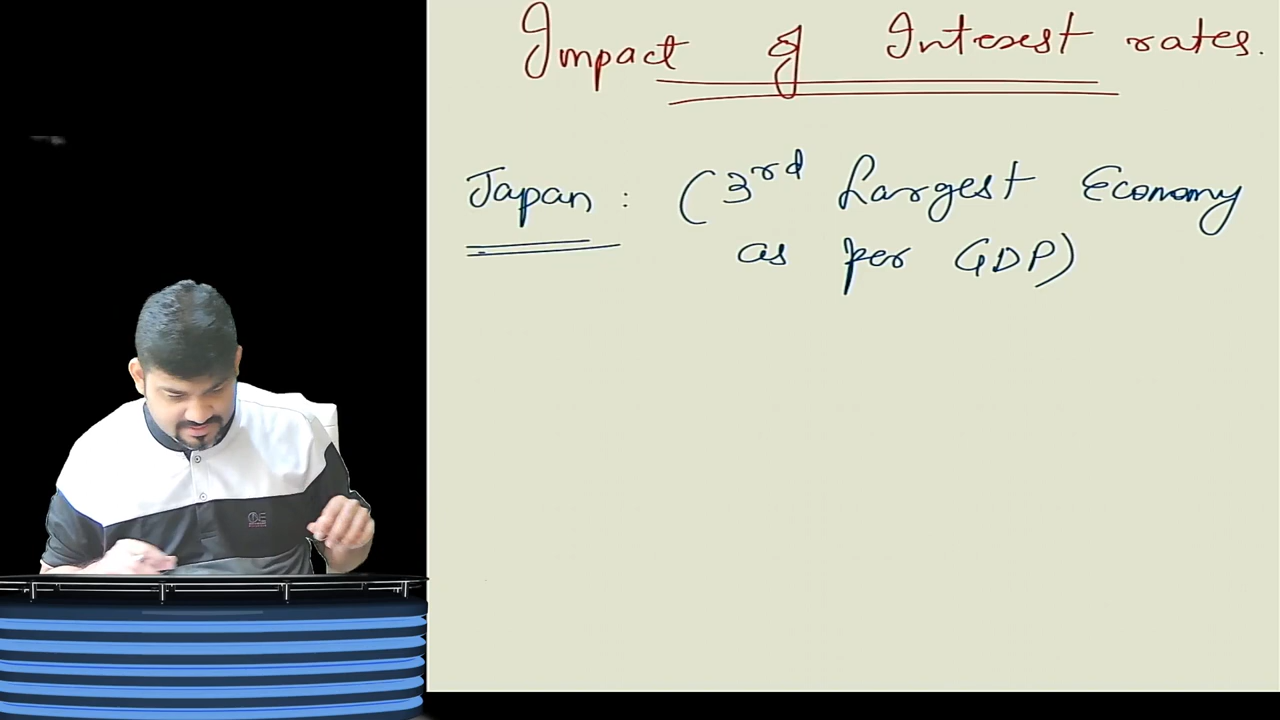 Impact of Interest rates.
Japan : (3rd Largest Economy
as per GDP)